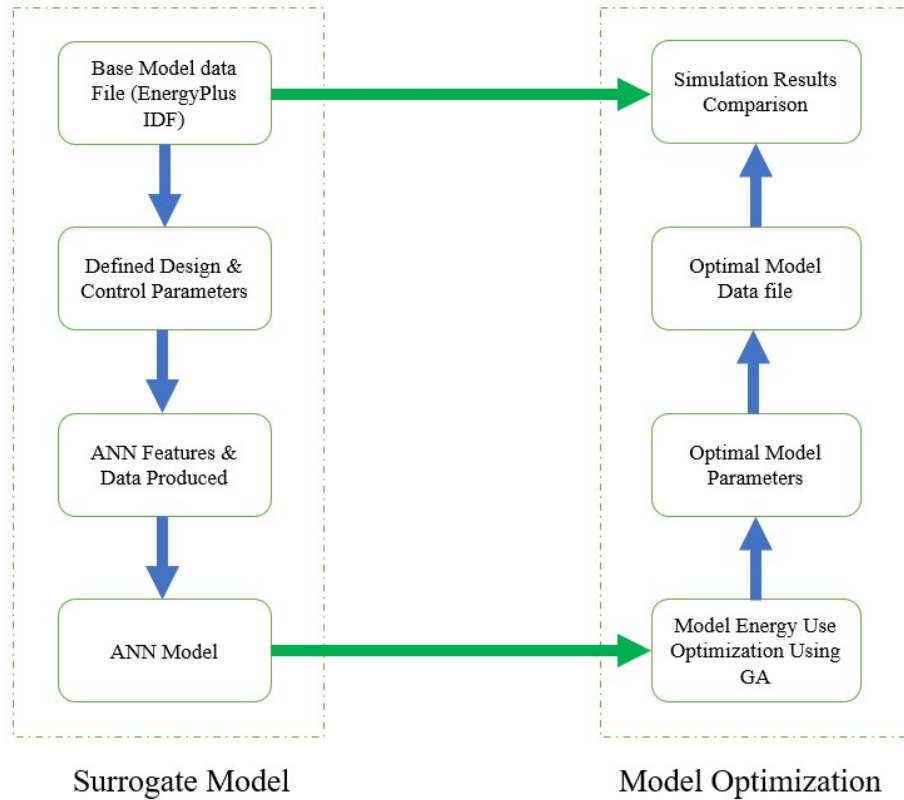 Base Model data
File (EnergyPlus
IDF)
Defined Design &
Control Parameters
ANN Features &
Data Produced
ANN Model
Surrogate Model
Simulation Results
Comparison
Optimal Model
Data file
Optimal Model
Parameters
Model Energy Use
Optimization Using
GA
Model Optimization